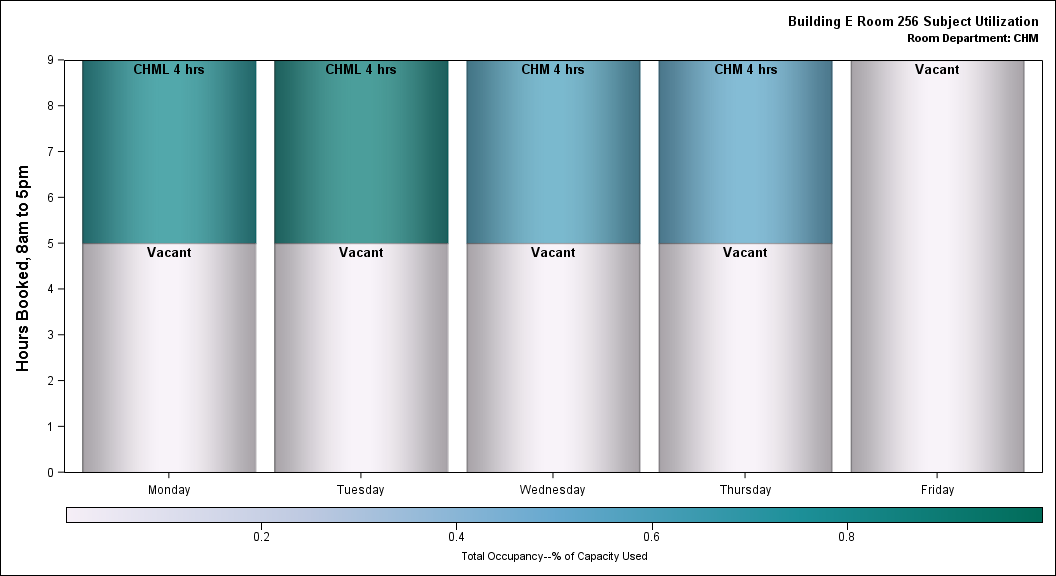 Building E Room 256 Subject Utilization
Room Department: CHM
Hours Booked, 8am to 5pm
9
8
7
6
5
4
3
2
1
0
CHML 4 hrs
CHML 4 hrs
CHM 4 hrs
CHM 4 hrs
Vacant
Vacant
Vacant
Vacant
Vacant
Monday
Tuesday
Wednesday
Thursday
Friday
0.2
0.4
0.6
0.8
Total Occupancy--% of Capacity Used